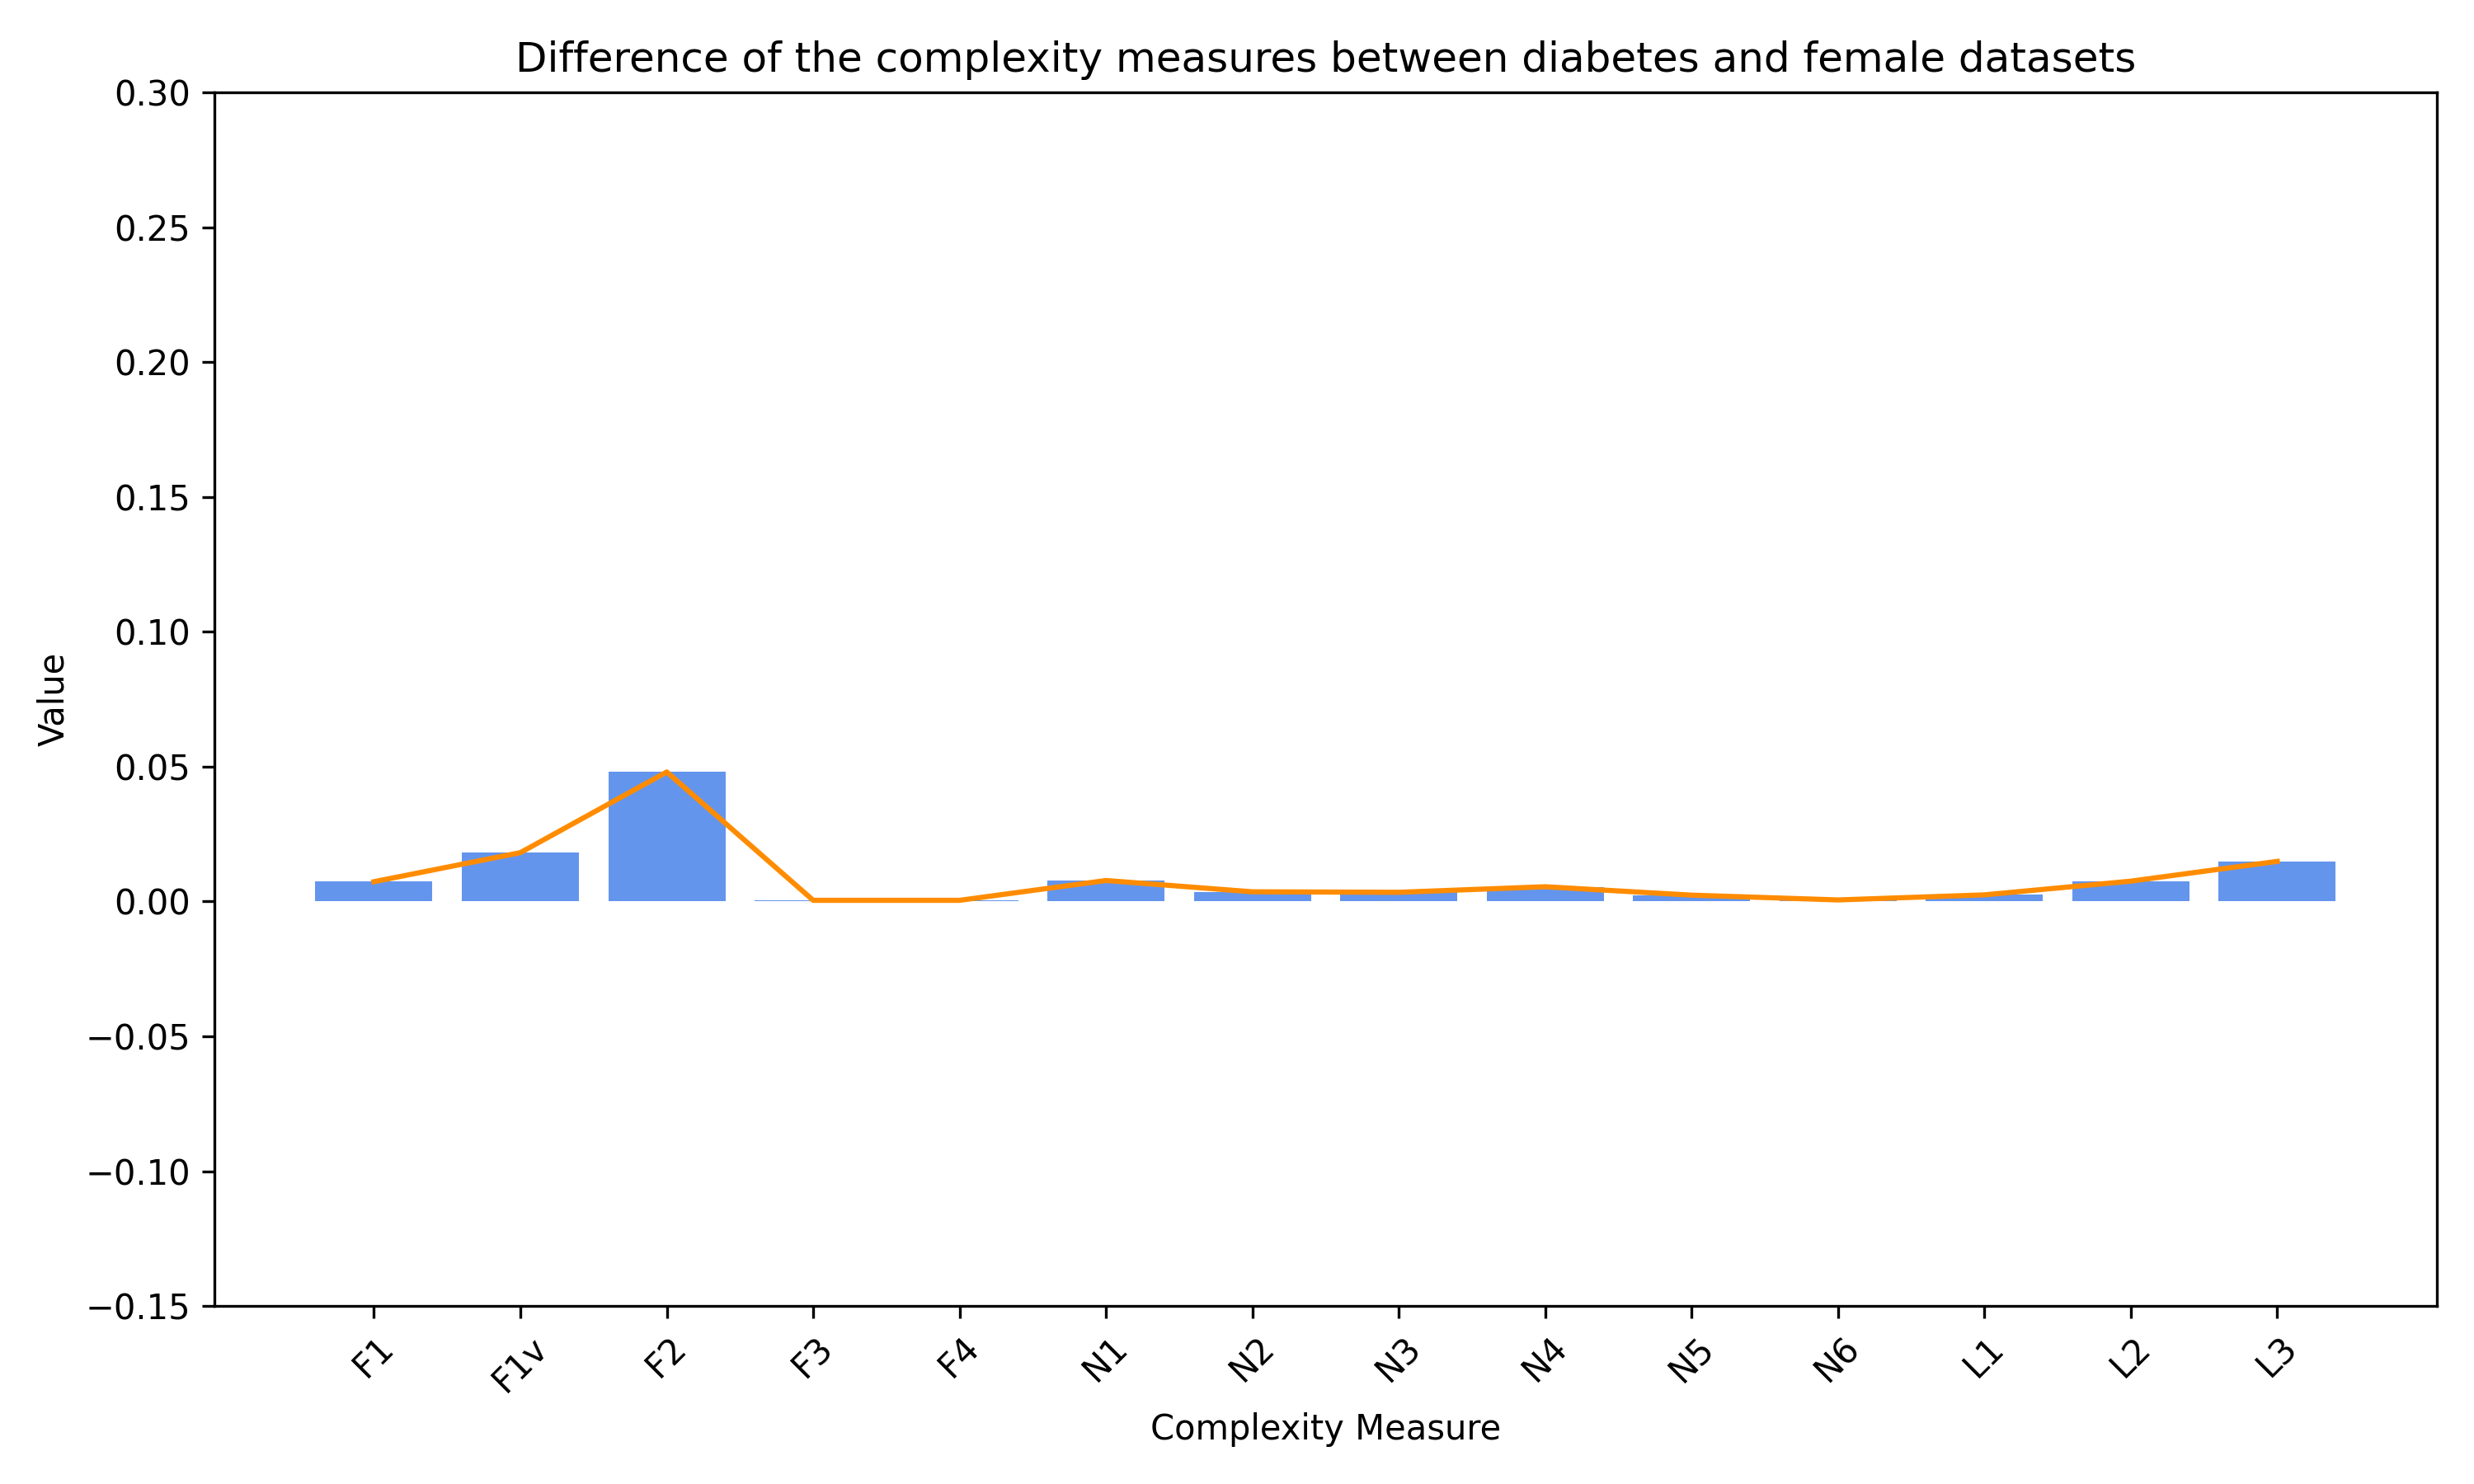 Difference of the complexity measures between diabetes and female datasets
0.30
0.25
0.20
0.15
0.10
0.05
0.00
−0.05
−0.10
−0.15
Value
F1 F1v F2 F3 F4 N1 N2 N3 N4 N5 N6 L1 L2 L3
Complexity Measure